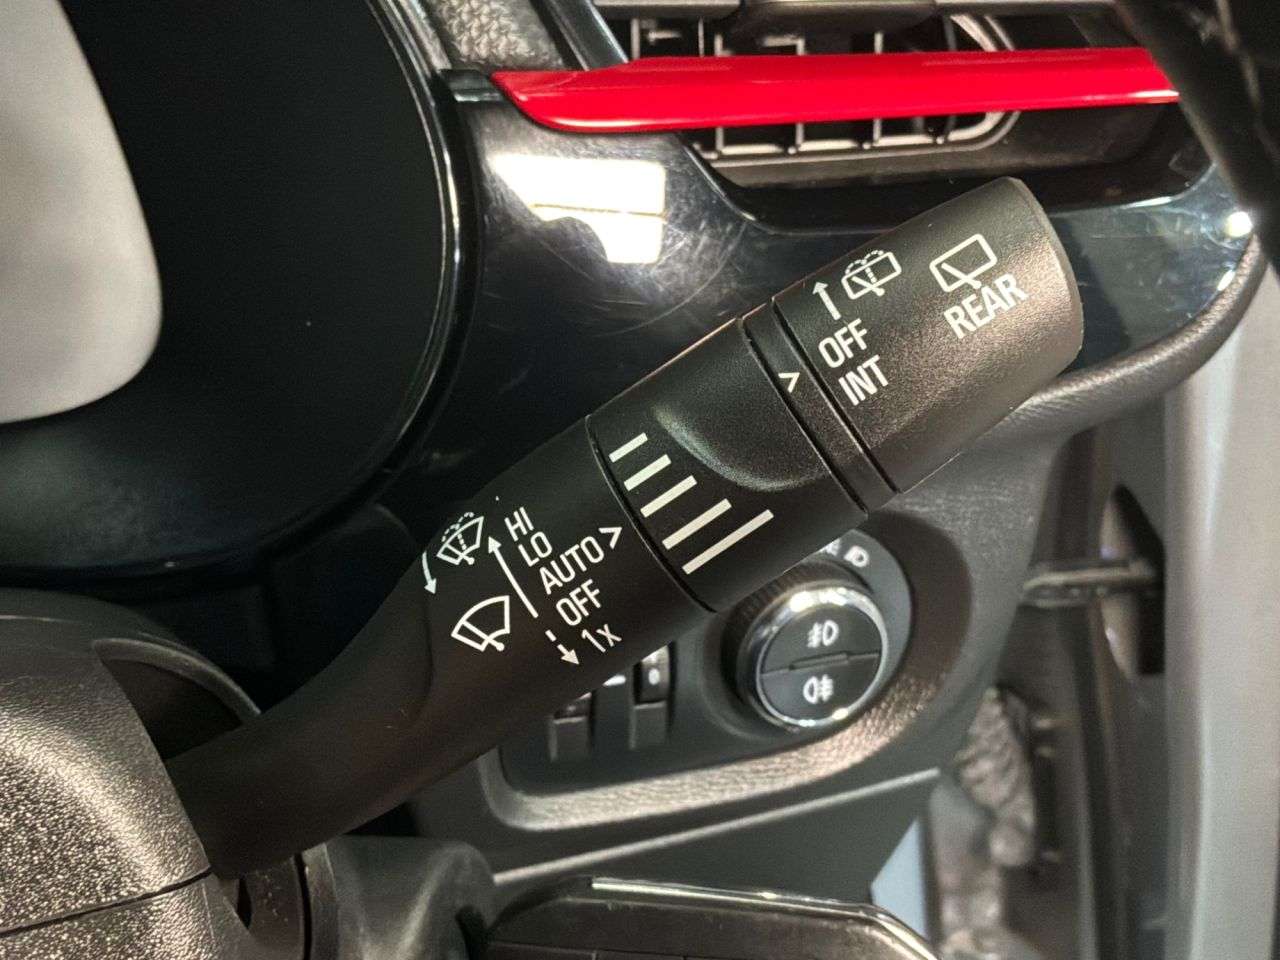 REAR
OFF
INT
>
HI
LO
AUTO >
OFF
1x